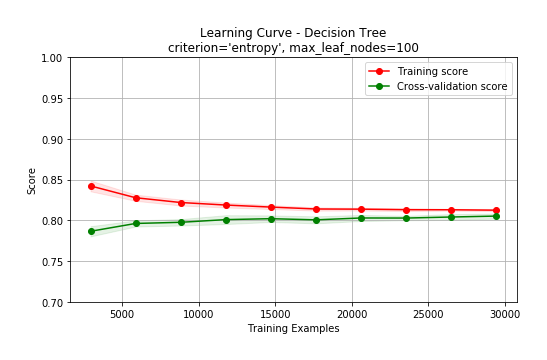 Learning Curve - Decision Tree
criterion='entropy', max_leaf_nodes=100
1.00
0.95
0.90
0.85
0.80
0.75
0.70
Score
Training score
Cross-validation score
5000
10000
15000
20000
25000
30000
Training Examples